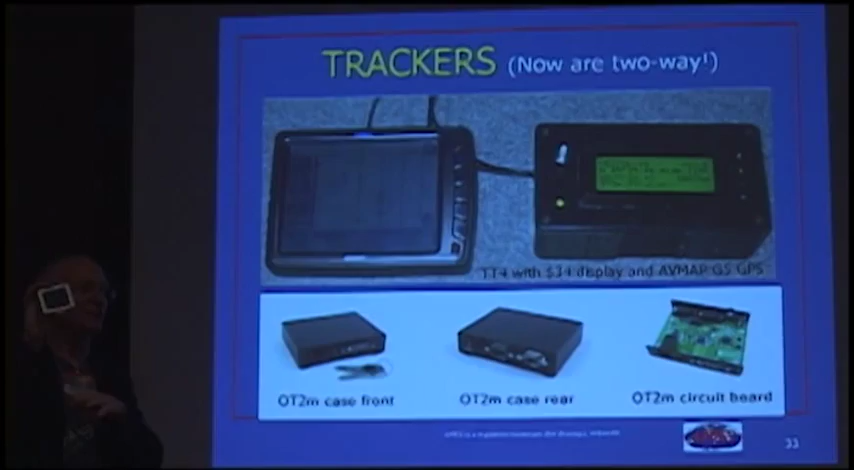 TRACKERS (Now are two-way!)
TT4 with $34 display and AVMAP G5 GPS
OT2m case front
OT2m case rear
OT2m circuit board
33